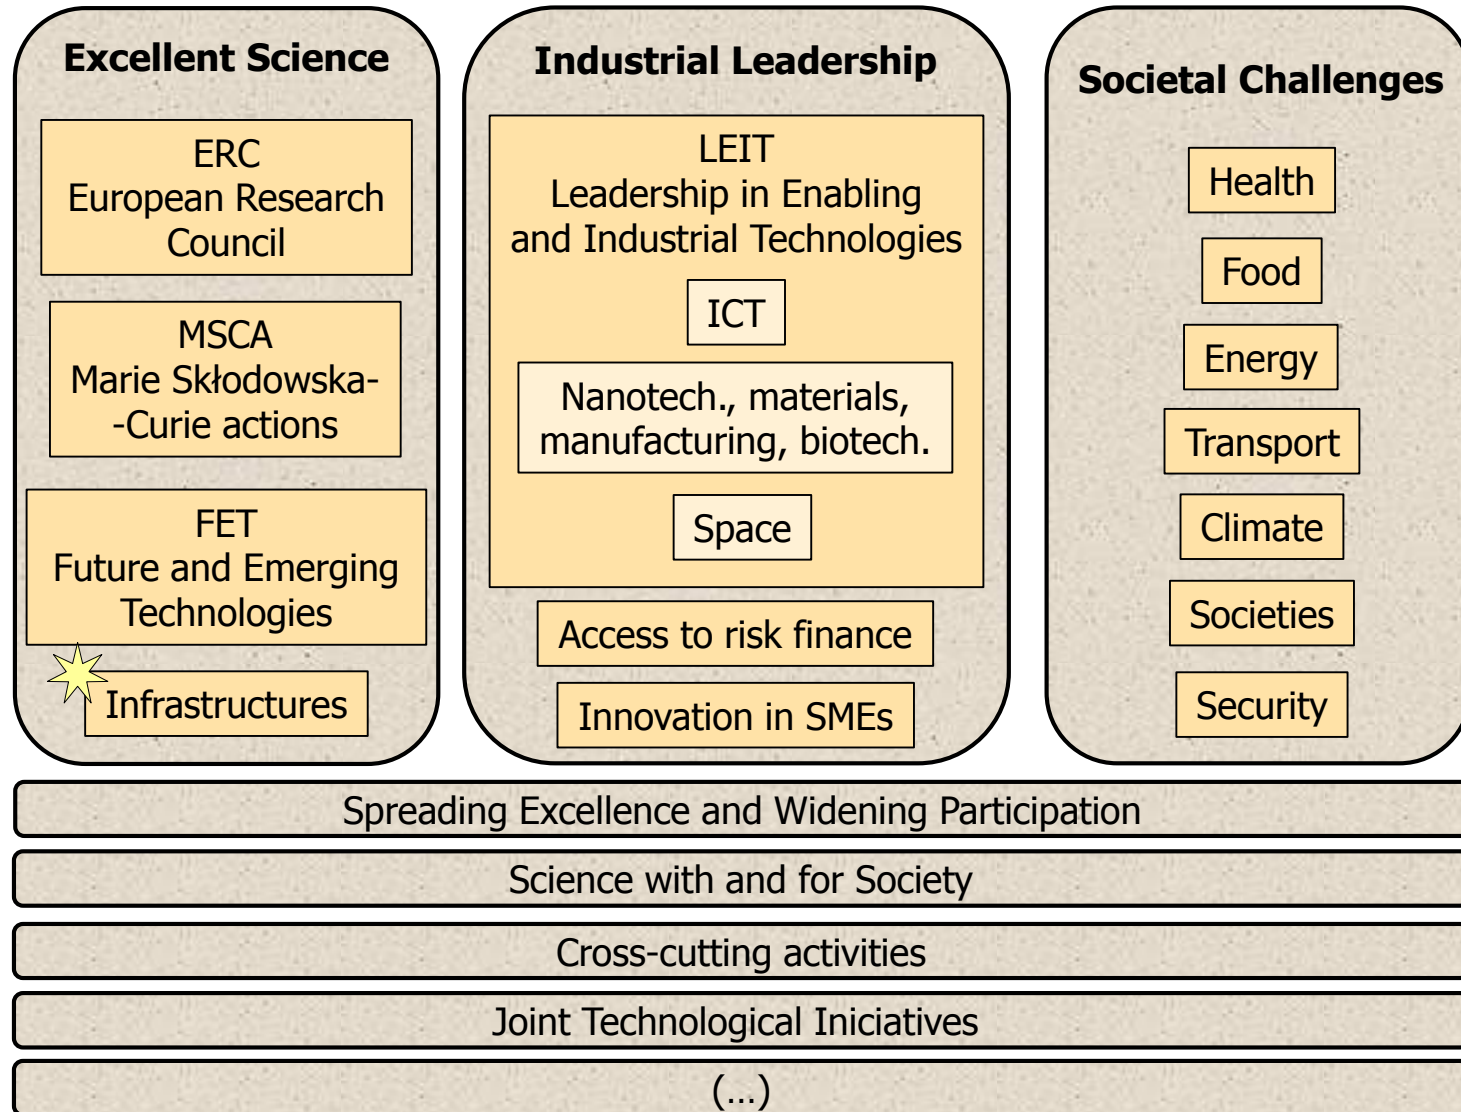 Excellent Science
ERC
European Research
Council
MSCA
Marie Skłodowska-
-Curie actions
FET
Future and Emerging
Technologies
Infrastructures
Industrial Leadership
LEIT
Leadership in Enabling
and Industrial Technologies
ICT
Nanotech., materials,
manufacturing, biotech.
Space
Access to risk finance
Innovation in SMEs
Societal Challenges
Health
Food
Energy
Transport
Climate
Societies
Security
Spreading Excellence and Widening Participation
Science with and for Society
Cross-cutting activities
Joint Technological Iniciatives
(...)